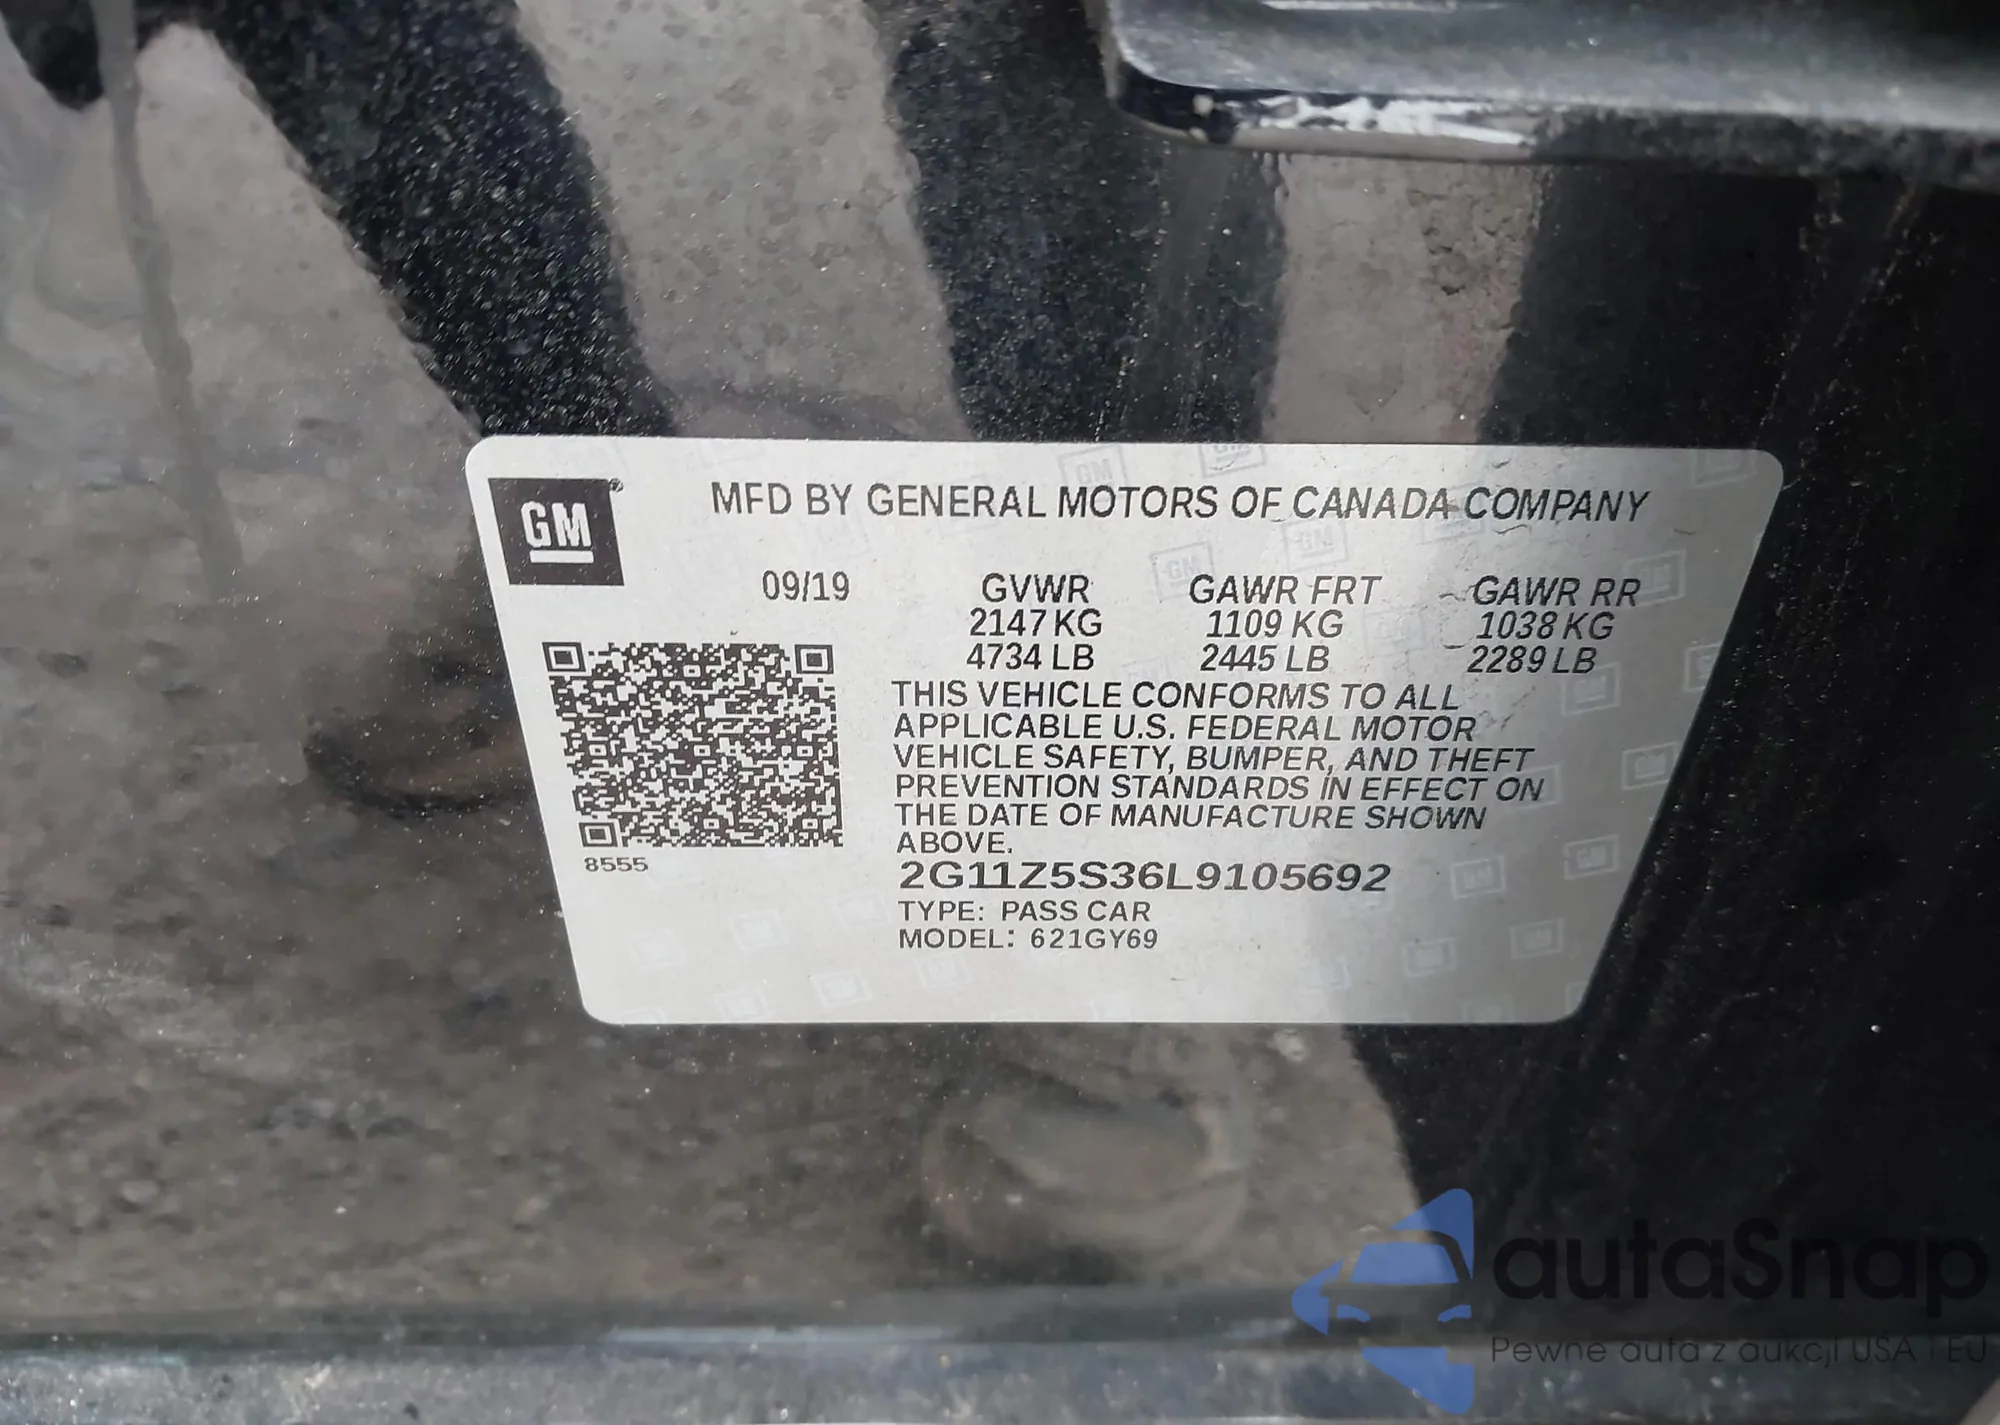 GM
MFD BY GENERAL MOTORS OF CANADA COMPANY
09/19 GVWR GAWR FRT GAWR RR
2147 KG 1109 KG 1038 KG
4734 LB 2445 LB 2289 LB
THIS VEHICLE CONFORMS TO ALL
APPLICABLE U.S. FEDERAL MOTOR
VEHICLE SAFETY, BUMPER, AND THEFT
PREVENTION STANDARDS IN EFFECT ON
THE DATE OF MANUFACTURE SHOWN
ABOVE.
8555
2G11Z5S36L9105692
TYPE: PASS CAR
MODEL: 621GY69
autaSnap
Pewne auta z aukcji USA i EU